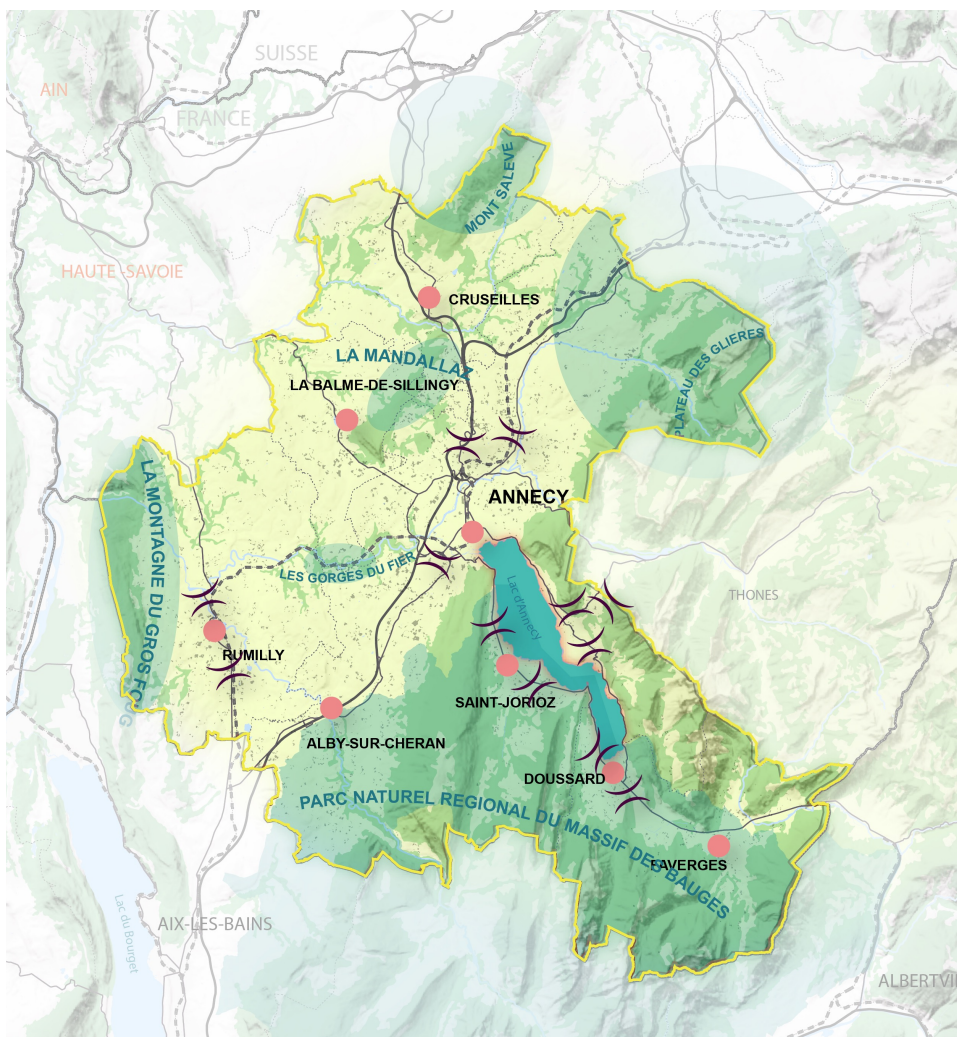 SUISSE
AIN
FRANCE
MONT SALEVE
HAUTE -SAVOIE
CRUSEILLES
PLATEAU DES GLIERES
LA MANDALLAZ
LA BALME-DE-SILLINGY
ANNECY
LA MONTAGNE DU GROS FO
LES GORGES DU FIER
Lac d'Annecy
THONES
RUMILLY
SAINT-JORIOZ
ALBY-SUR-CHERAN
DOUSSARD
PARC NATUREL REGIONAL DU MASSIF DES BAUGES
FAVERGES
Lac du Bourget
AIX-LES-BAINS
ALBERTVI